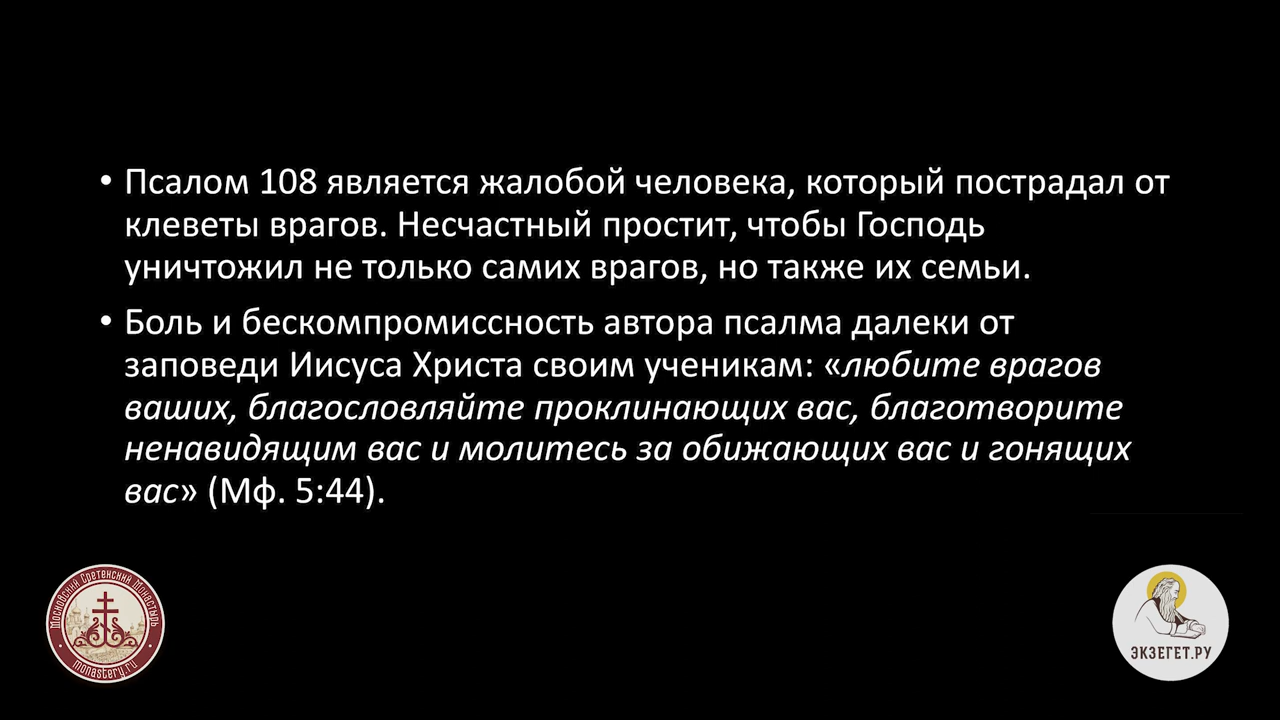 • Псалом 108 является жалобой человека, который пострадал от
клеветы врагов. Несчастный простит, чтобы Господь
уничтожил не только самих врагов, но также их семьи.
• Боль и бескомпромиссность автора псалма далеки от
заповеди Иисуса Христа своим ученикам: «любите врагов
ваших, благословляйте проклинающих вас, благотворите
ненавидящим вас и молитесь за обижающих вас и гонящих
вас» (Мф. 5:44).
Московский Сретенский Монастырь
monastery.ru
ЭКЗЕГЕТ.РУ